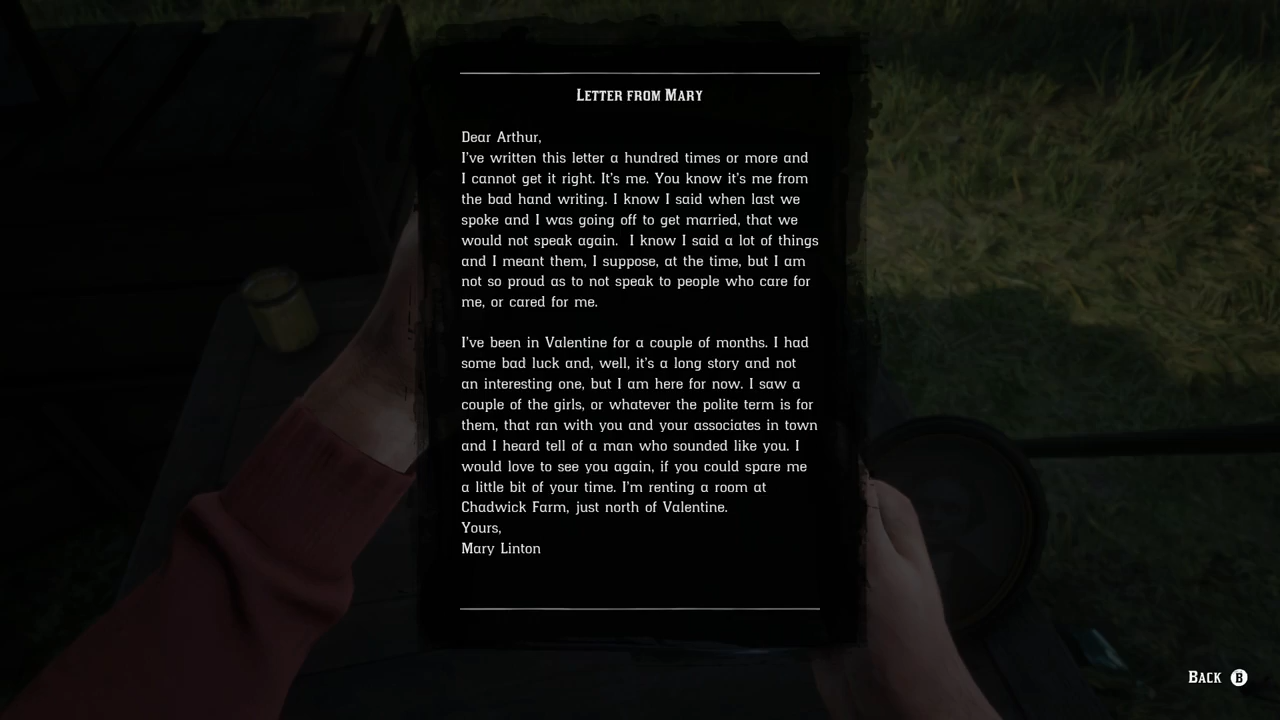 Letter from Mary
Dear Arthur,
I've written this letter a hundred times or more and
I cannot get it right. It's me. You know it's me from
the bad hand writing. I know I said when last we
spoke and I was going off to get married, that we
would not speak again.  I know I said a lot of things
and I meant them, I suppose, at the time, but I am
not so proud as to not speak to people who care for
me, or cared for me.
I've been in Valentine for a couple of months. I had
some bad luck and, well, it's a long story and not
an interesting one, but I am here for now. I saw a
couple of the girls, or whatever the polite term is for
them, that ran with you and your associates in town
and I heard tell of a man who sounded like you. I
would love to see you again, if you could spare me
a little bit of your time. I'm renting a room at
Chadwick Farm, just north of Valentine.
Yours,
Mary Linton
Back B